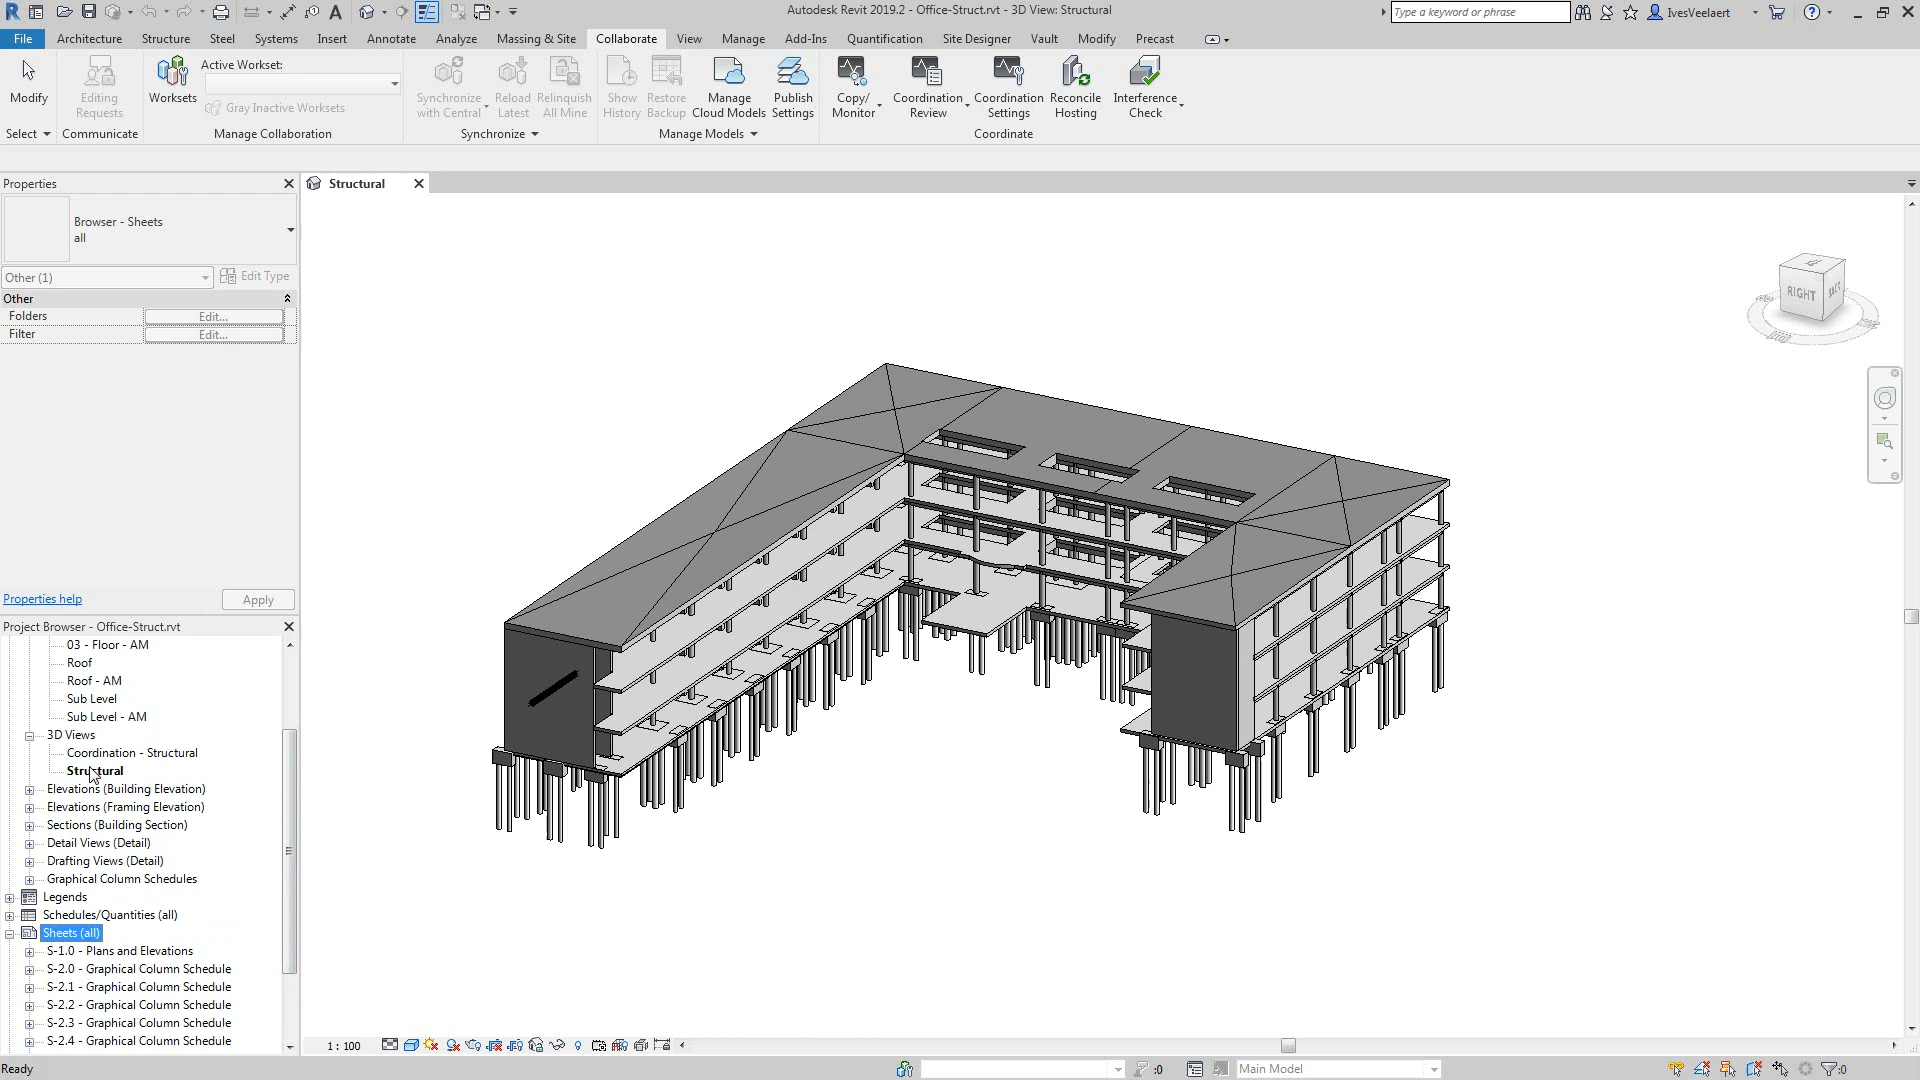 Autodesk Revit 2019.2 - Office-Struct.rvt - 3D View: Structural
Type a keyword or phrase
IvesVeelaert
File Architecture Structure Steel Systems Insert Annotate Analyze Massing & Site Collaborate View Manage Add-Ins Quantification Site Designer Vault Modify Precast
Modify
Select
Editing Requests
Communicate
Worksets
Active Workset:
Gray Inactive Worksets
Manage Collaboration
Synchronize with Central
Reload Latest
Relinquish All Mine
Synchronize
Show History
Restore Backup
Manage Cloud Models
Publish Settings
Manage Models
Copy/ Monitor
Coordination Review
Coordination Settings
Reconcile Hosting
Interference Check
Coordinate
Properties
Browser - Sheets
all
Other (1)
Edit Type
Other
Folders Edit...
Filter Edit...
Properties help
Apply
Structural
RIGHT
BACK
Project Browser - Office-Struct.rvt
03 - Floor - AM
Roof
Roof - AM
Sub Level
Sub Level - AM
3D Views
Coordination - Structural
Structural
Elevations (Building Elevation)
Elevations (Framing Elevation)
Sections (Building Section)
Detail Views (Detail)
Drafting Views (Detail)
Graphical Column Schedules
Legends
Schedules/Quantities (all)
Sheets (all)
S-1.0 - Plans and Elevations
S-2.0 - Graphical Column Schedule
S-2.1 - Graphical Column Schedule
S-2.2 - Graphical Column Schedule
S-2.3 - Graphical Column Schedule
S-2.4 - Graphical Column Schedule
1 : 100
Ready
:0
Main Model
:0